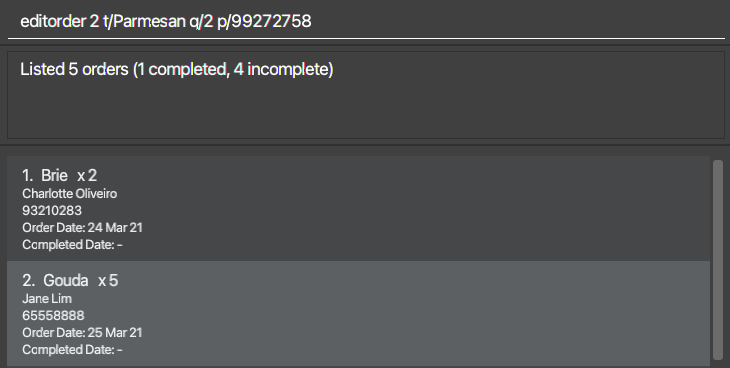 editorder 2 t/Parmesan q/2 p/99272758
Listed 5 orders (1 completed, 4 incomplete)
1. Brie x 2
Charlotte Oliveiro
93210283
Order Date: 24 Mar 21
Completed Date: -
2. Gouda x 5
Jane Lim
65558888
Order Date: 25 Mar 21
Completed Date: -